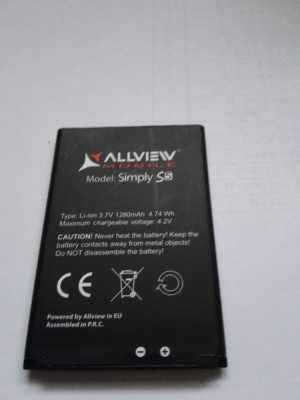 ALLVIEW
MOBILE
Model: Simply S5
Type: Li-ion 3.7V 1280mAh 4.74 Wh
Maximum chargeable voltage: 4.2V
CAUTION! Never heat the battery! Keep
the battery contacts away from metal objects!
Do NOT disassemble the battery!
CE
Powered by Allview in EU
Assembled in P.R.C.